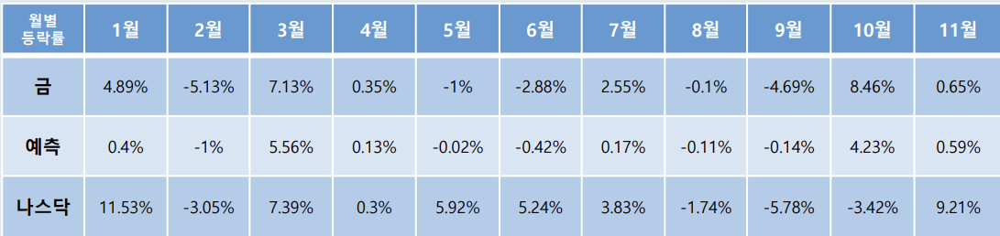 월별
등락률 1월 2월 3월 4월 5월 6월 7월 8월 9월 10월 11월
금 4.89% -5.13% 7.13% 0.35% -1% -2.88% 2.55% -0.1% -4.69% 8.46% 0.65%
예측 0.4% -1% 5.56% 0.13% -0.02% -0.42% 0.17% -0.11% -0.14% 4.23% 0.59%
나스닥 11.53% -3.05% 7.39% 0.3% 5.92% 5.24% 3.83% -1.74% -5.78% -3.42% 9.21%